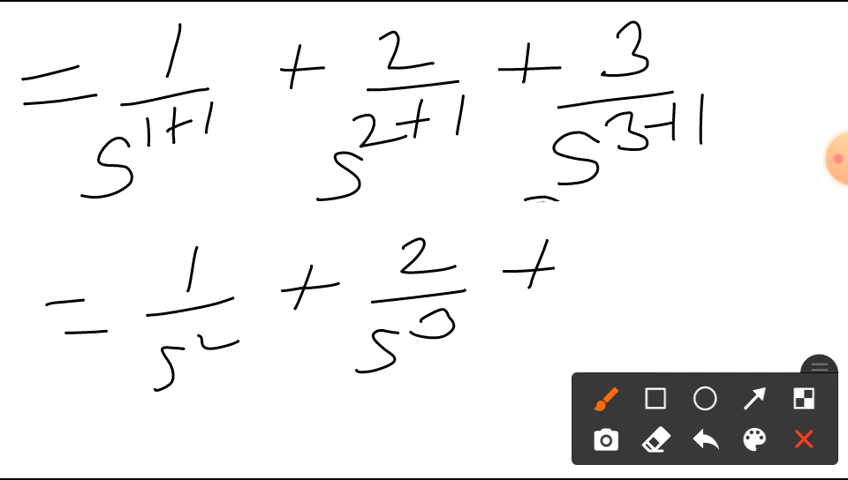 = 1/s^(1+1) + 2/s^(2+1) + 3/s^(3+1)
= 1/s^2 + 2/s^3 +